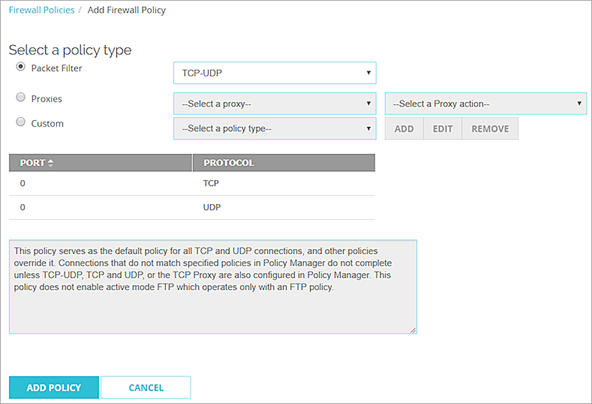 Firewall Policies / Add Firewall Policy
Select a policy type
Packet Filter TCP-UDP
Proxies --Select a proxy-- --Select a Proxy action--
Custom --Select a policy type-- ADD EDIT REMOVE
PORT PROTOCOL
0 TCP
0 UDP
This policy serves as the default policy for all TCP and UDP connections, and other policies
override it. Connections that do not match specified policies in Policy Manager do not complete
unless TCP-UDP, TCP and UDP, or the TCP Proxy are also configured in Policy Manager. This
policy does not enable active mode FTP which operates only with an FTP policy.
ADD POLICY CANCEL